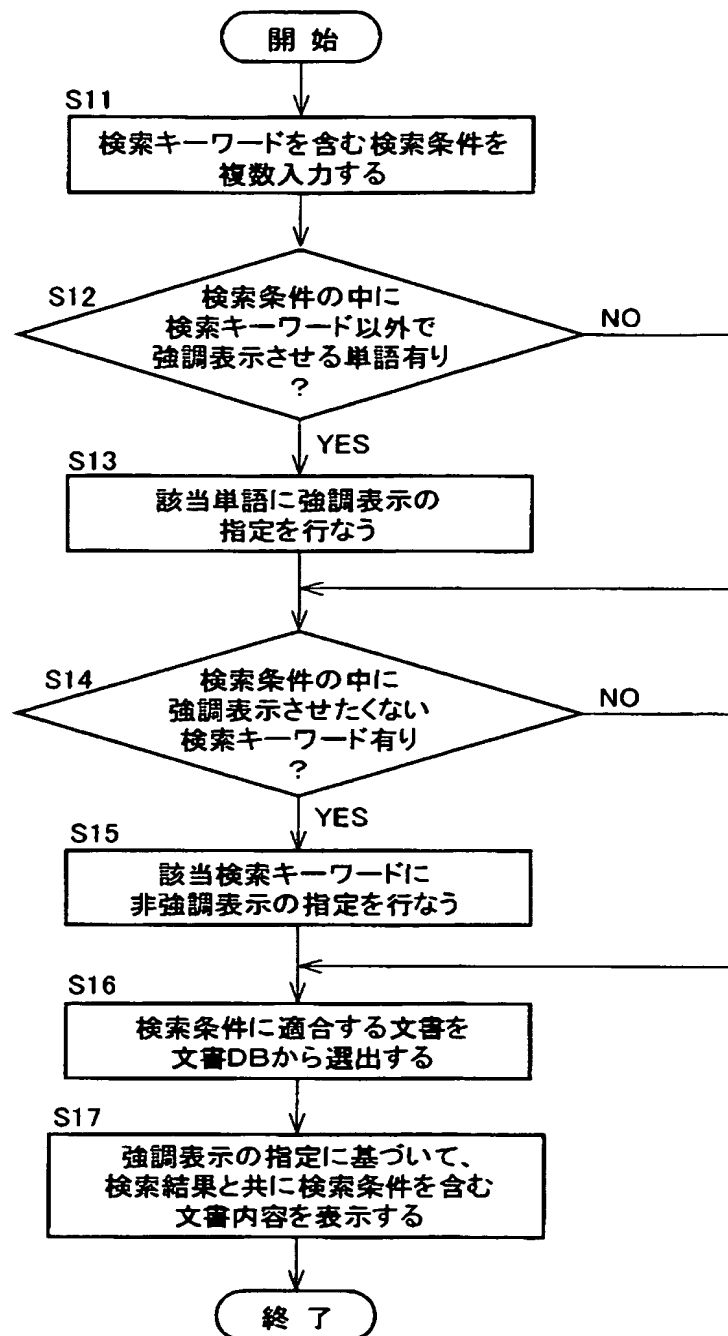 開始
S11
検索キーワードを含む検索条件を
複数入力する
S12
検索条件の中に
検索キーワード以外で
強調表示させる単語有り
?
NO
YES
S13
該当単語に強調表示の
指定を行なう
S14
検索条件の中に
強調表示させたくない
検索キーワード有り
?
NO
YES
S15
該当検索キーワードに
非強調表示の指定を行なう
S16
検索条件に適合する文書を
文書DBから選出する
S17
強調表示の指定に基づいて、
検索結果と共に検索条件を含む
文書内容を表示する
終了